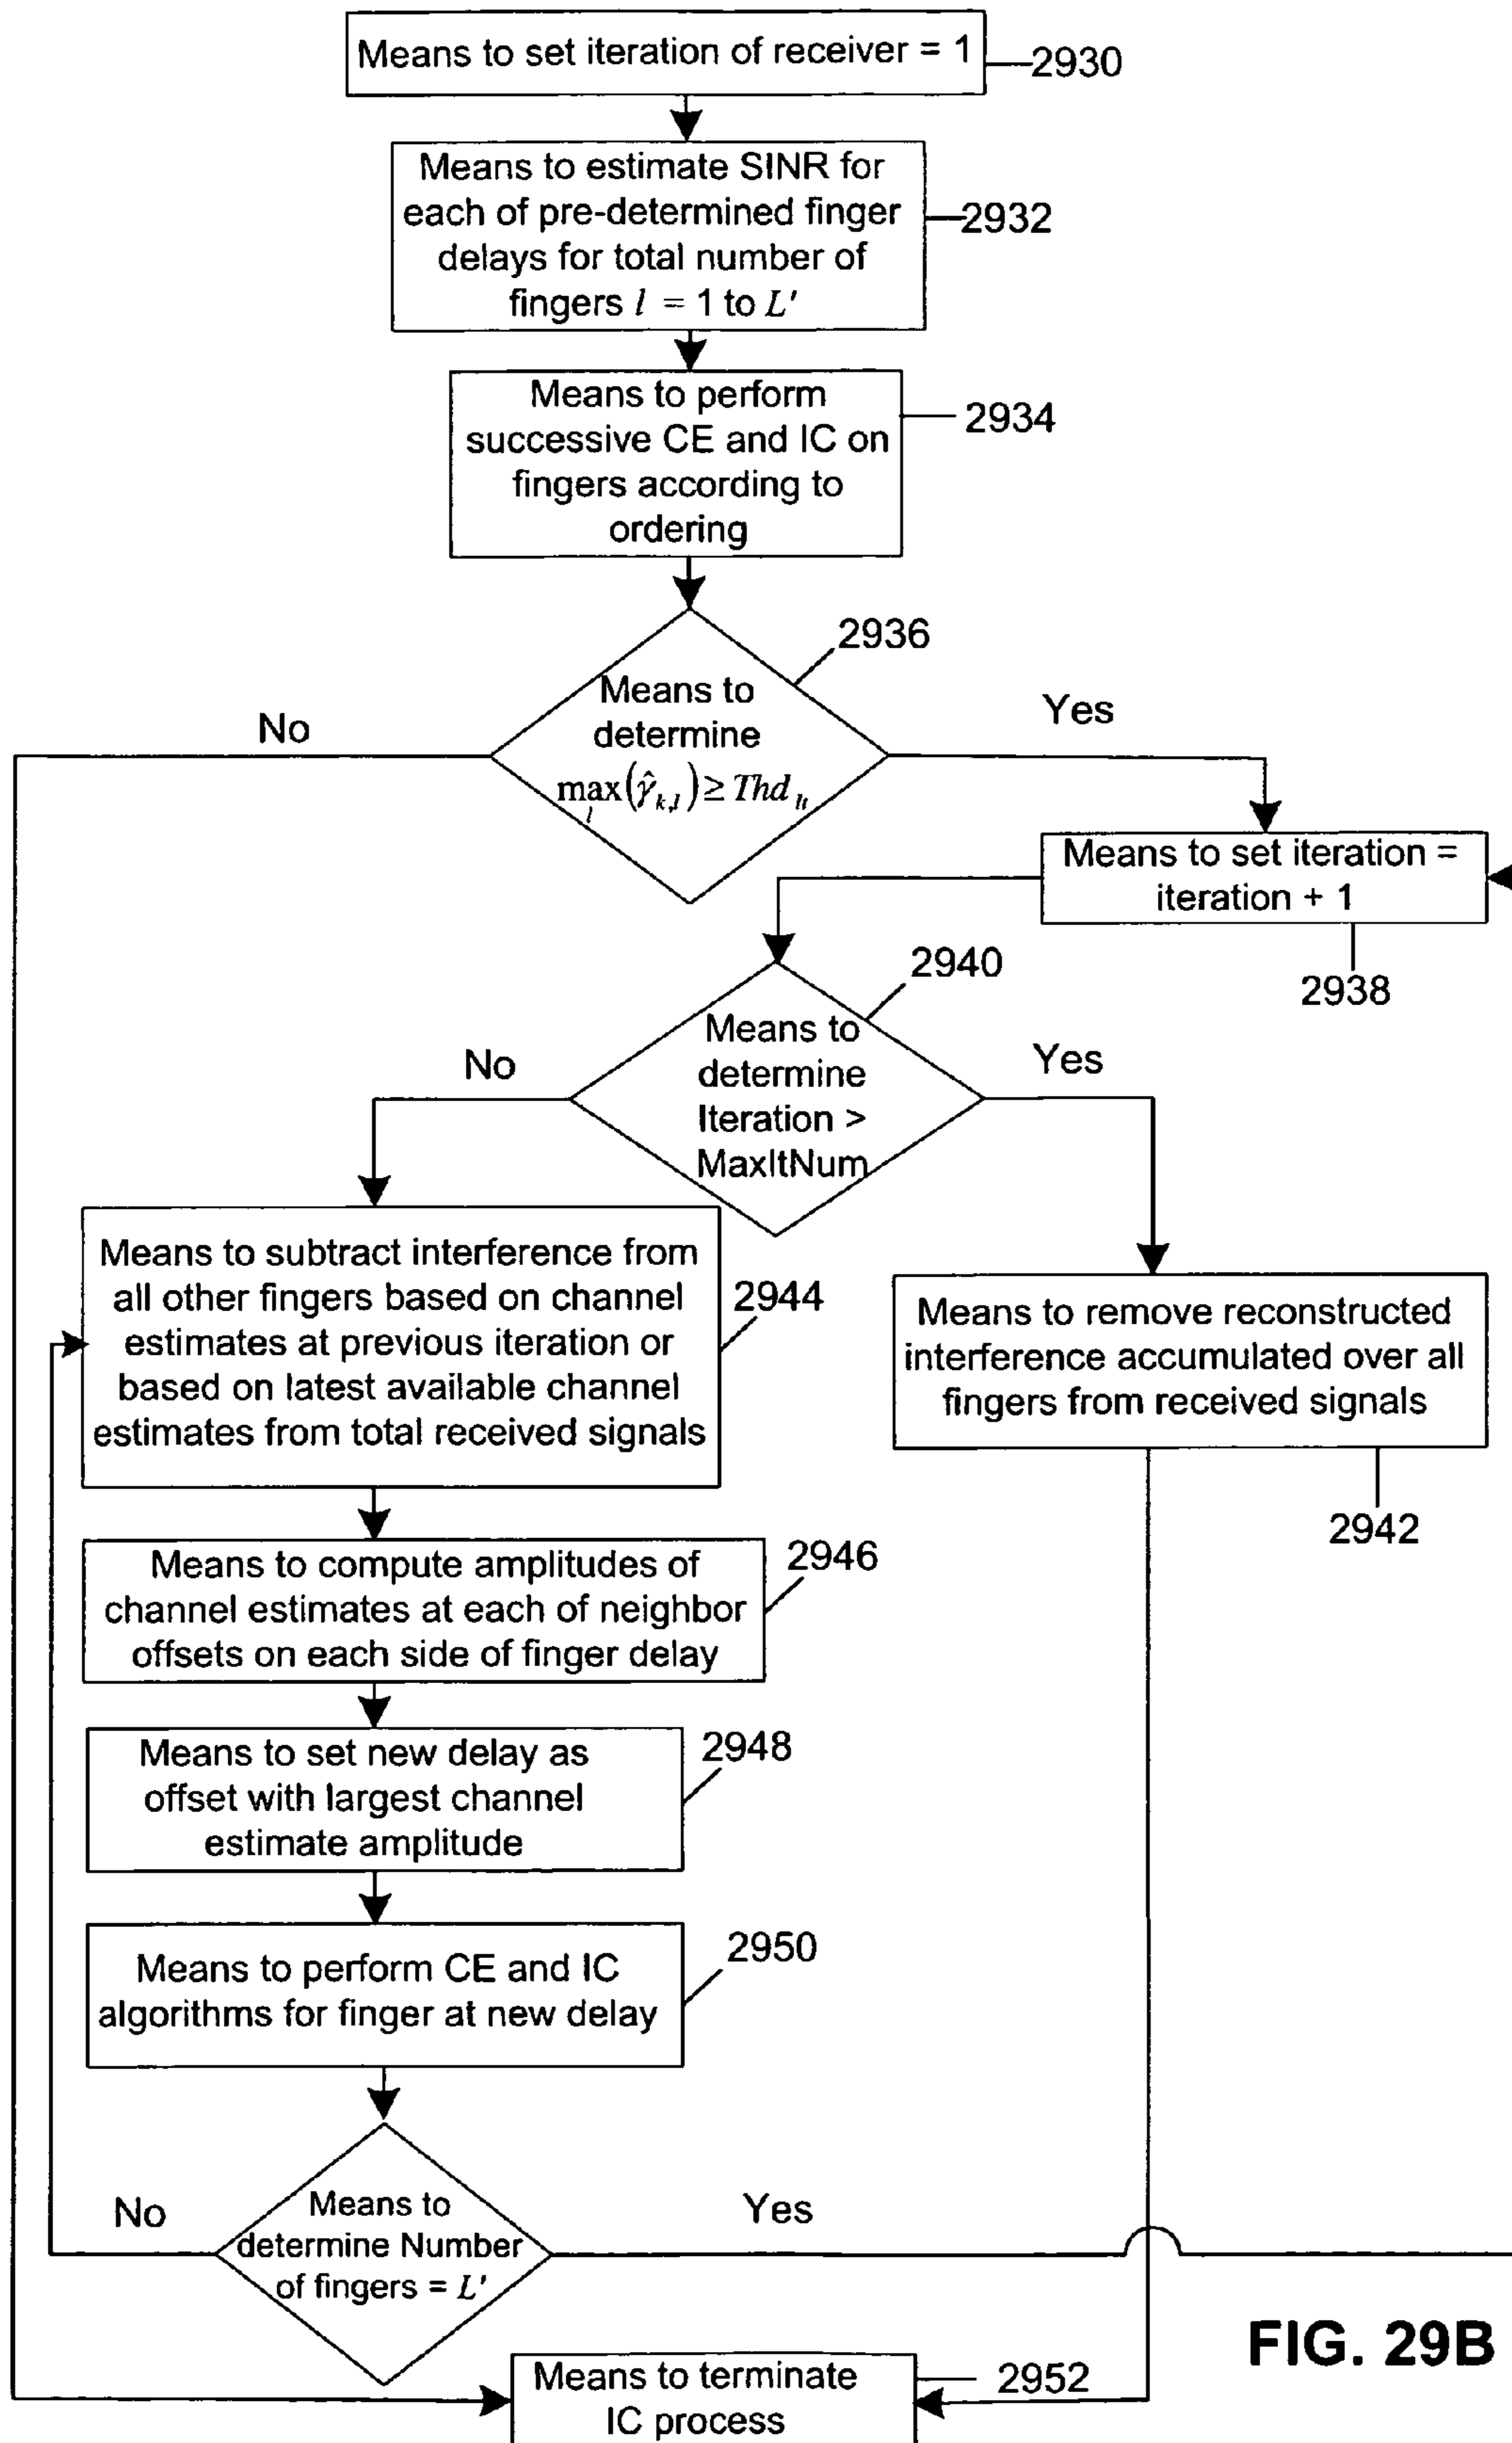 Means to set iteration of receiver = 1
2930
Means to estimate SINR for
each of pre-determined finger
delays for total number of
fingers l = 1 to L'
2932
Means to perform
successive CE and IC on
fingers according to
ordering
2934
2936
Means to
determine
max_l(γ̂_{k,l}) ≥ Thd_{It}
No
Yes
Means to set iteration =
iteration + 1
2938
2940
Means to
determine
Iteration >
MaxItNum
No
Yes
Means to subtract interference from
all other fingers based on channel
estimates at previous iteration or
based on latest available channel
estimates from total received signals
2944
Means to remove reconstructed
interference accumulated over all
fingers from received signals
2942
Means to compute amplitudes of
channel estimates at each of neighbor
offsets on each side of finger delay
2946
Means to set new delay as
offset with largest channel
estimate amplitude
2948
Means to perform CE and IC
algorithms for finger at new delay
2950
No
Means to
determine Number
of fingers = L'
Yes
FIG. 29B
Means to terminate
IC process
2952